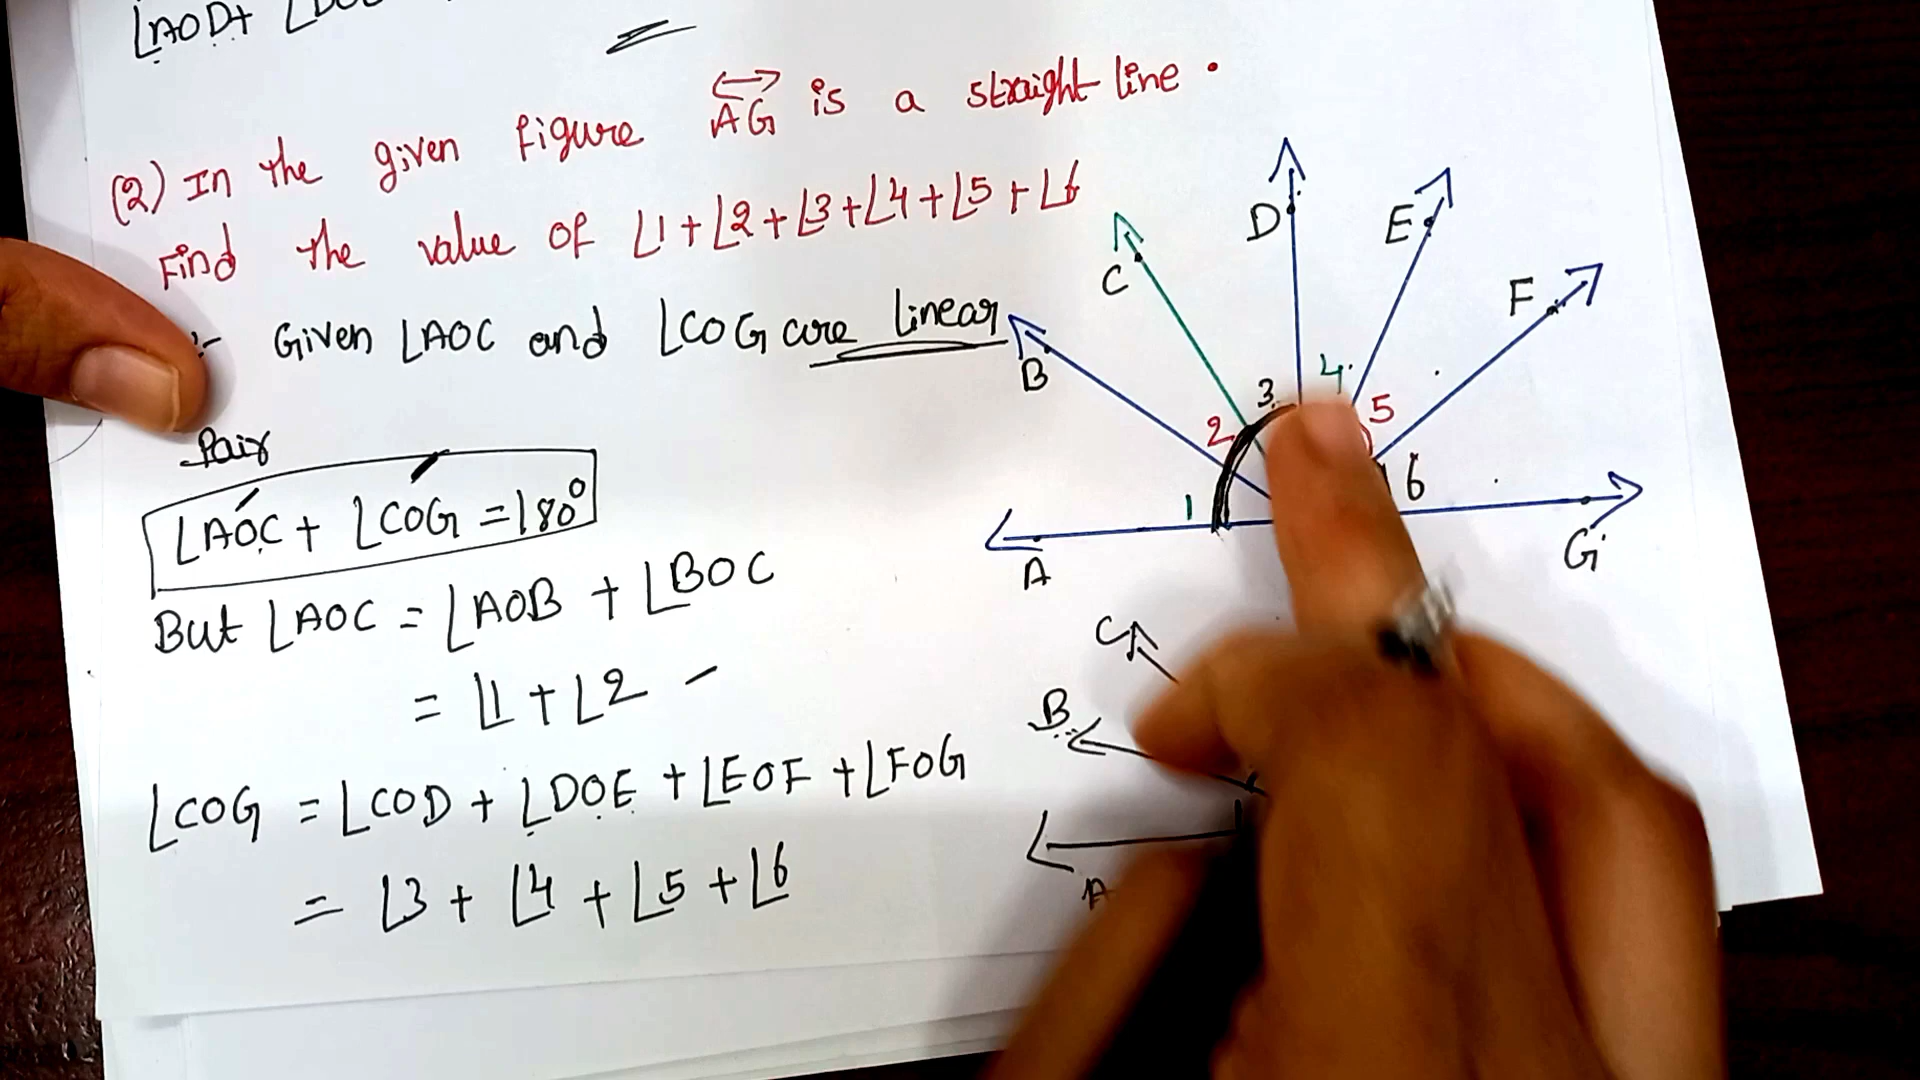 ∠AOD+
(2) In the given figure AG is a straight line.
Find the value of ∠1+∠2+∠3+∠4+∠5+∠6
:- Given ∠AOC and ∠COG are linear
Pair
∠AOC + ∠COG = 180°
But ∠AOC = ∠AOB + ∠BOC
= ∠1 + ∠2
∠COG = ∠COD + ∠DOE + ∠EOF + ∠FOG
= ∠3 + ∠4 + ∠5 + ∠6
D
E
C
F
B
4
3
5
2
6
1
G
A
C
B
A